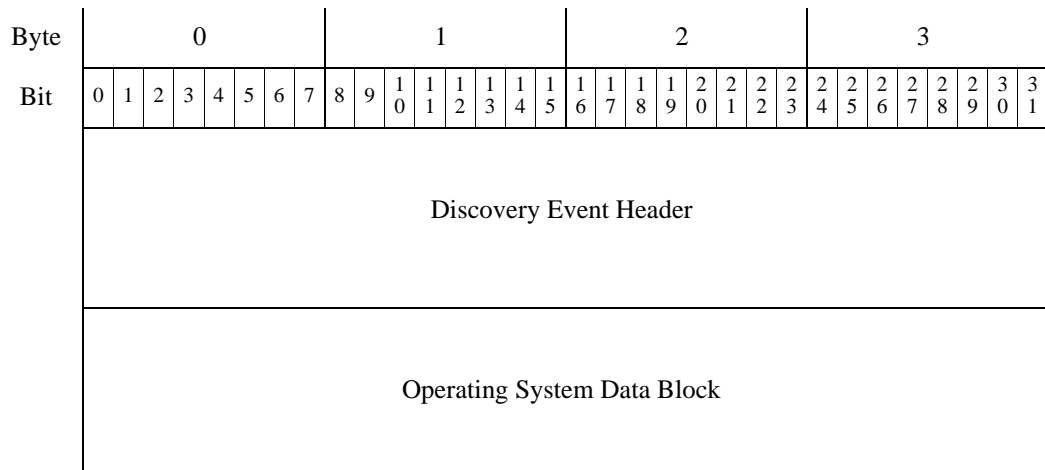 Byte 0 1 2 3
Bit 0 1 2 3 4 5 6 7 8 9 10 11 12 13 14 15 16 17 18 19 20 21 22 23 24 25 26 27 28 29 30 31
Discovery Event Header
Operating System Data Block